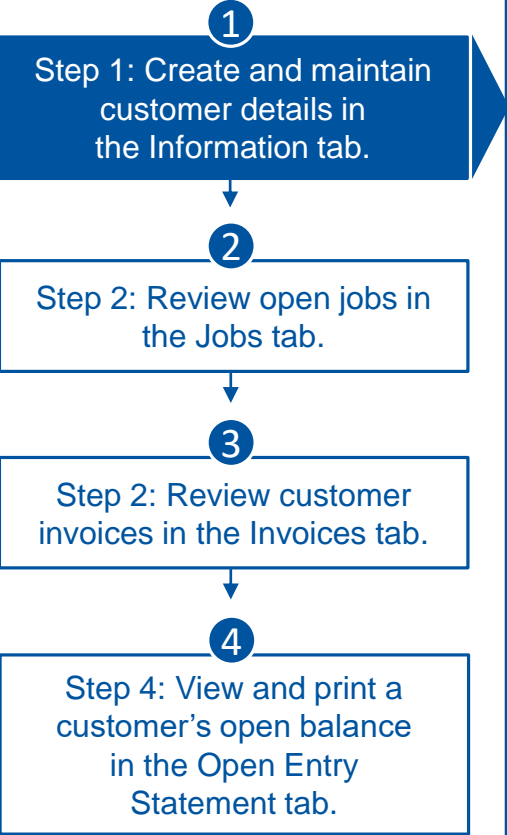 1
Step 1: Create and maintain
customer details in
the Information tab.
2
Step 2: Review open jobs in
the Jobs tab.
3
Step 2: Review customer
invoices in the Invoices tab.
4
Step 4: View and print a
customer’s open balance
in the Open Entry
Statement tab.